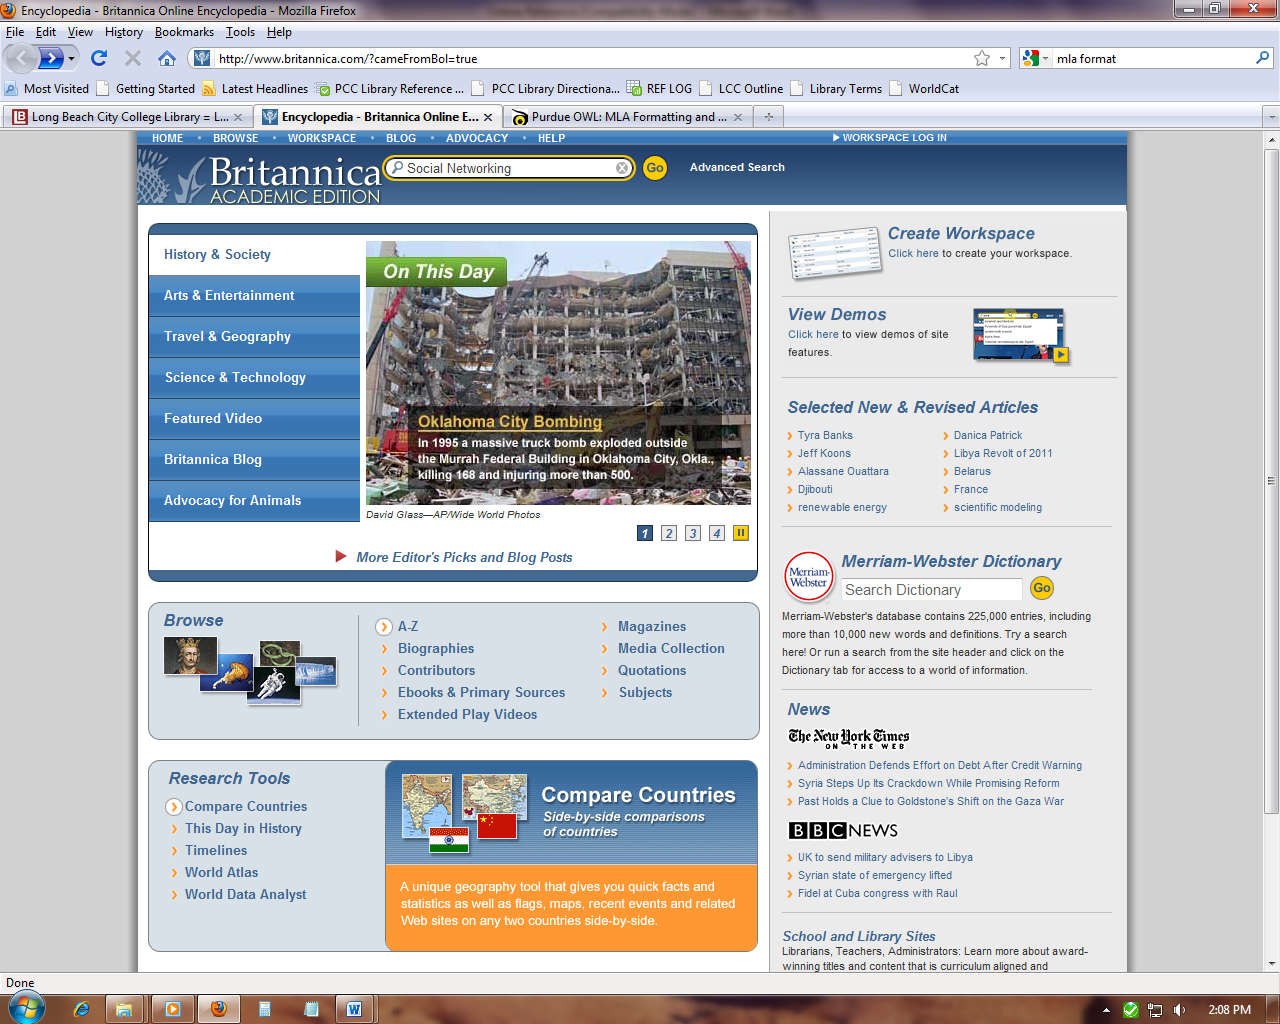 Encyclopedia - Britannica Online Encyclopedia - Mozilla Firefox
File Edit View History Bookmarks Tools Help
http://www.britannica.com/?cameFromBol=true
mla format
Most Visited Getting Started Latest Headlines PCC Library Reference ... PCC Library Directiona... REF LOG LCC Outline Library Terms WorldCat
Long Beach City College Library = L... Encyclopedia - Britannica Online E... Purdue OWL: MLA Formatting and ...
HOME • BROWSE • WORKSPACE • BLOG • ADVOCACY • HELP
WORKSPACE LOG IN
Britannica
ACADEMIC EDITION
Social Networking
Go
Advanced Search
History & Society
Arts & Entertainment
Travel & Geography
Science & Technology
Featured Video
Britannica Blog
Advocacy for Animals
On This Day
Oklahoma City Bombing
In 1995 a massive truck bomb exploded outside
the Murrah Federal Building in Oklahoma City, Okla.,
killing 168 and injuring more than 500.
David Glass—AP/Wide World Photos
1 2 3 4
More Editor's Picks and Blog Posts
Browse
A-Z
Biographies
Contributors
Ebooks & Primary Sources
Extended Play Videos
Magazines
Media Collection
Quotations
Subjects
Research Tools
Compare Countries
This Day in History
Timelines
World Atlas
World Data Analyst
Compare Countries
Side-by-side comparisons
of countries
A unique geography tool that gives you quick facts and
statistics as well as flags, maps, recent events and related
Web sites on any two countries side-by-side.
Create Workspace
Click here to create your workspace.
View Demos
Click here to view demos of site
features.
Selected New & Revised Articles
Tyra Banks
Jeff Koons
Alassane Ouattara
Djibouti
renewable energy
Danica Patrick
Libya Revolt of 2011
Belarus
France
scientific modeling
Merriam-Webster
Merriam-Webster Dictionary
Search Dictionary
Go
Merriam-Webster's database contains 225,000 entries, including
more than 10,000 new words and definitions. Try a search
here! Or run a search from the site header and click on the
Dictionary tab for access to a world of information.
News
The New York Times
ON THE WEB
Administration Defends Effort on Debt After Credit Warning
Syria Steps Up Its Crackdown While Promising Reform
Past Holds a Clue to Goldstone's Shift on the Gaza War
BBC NEWS
UK to send military advisers to Libya
Syrian state of emergency lifted
Fidel at Cuba congress with Raul
School and Library Sites
Librarians, Teachers, Administrators: Learn more about award-
winning titles and content that is curriculum aligned and
Done
2:08 PM